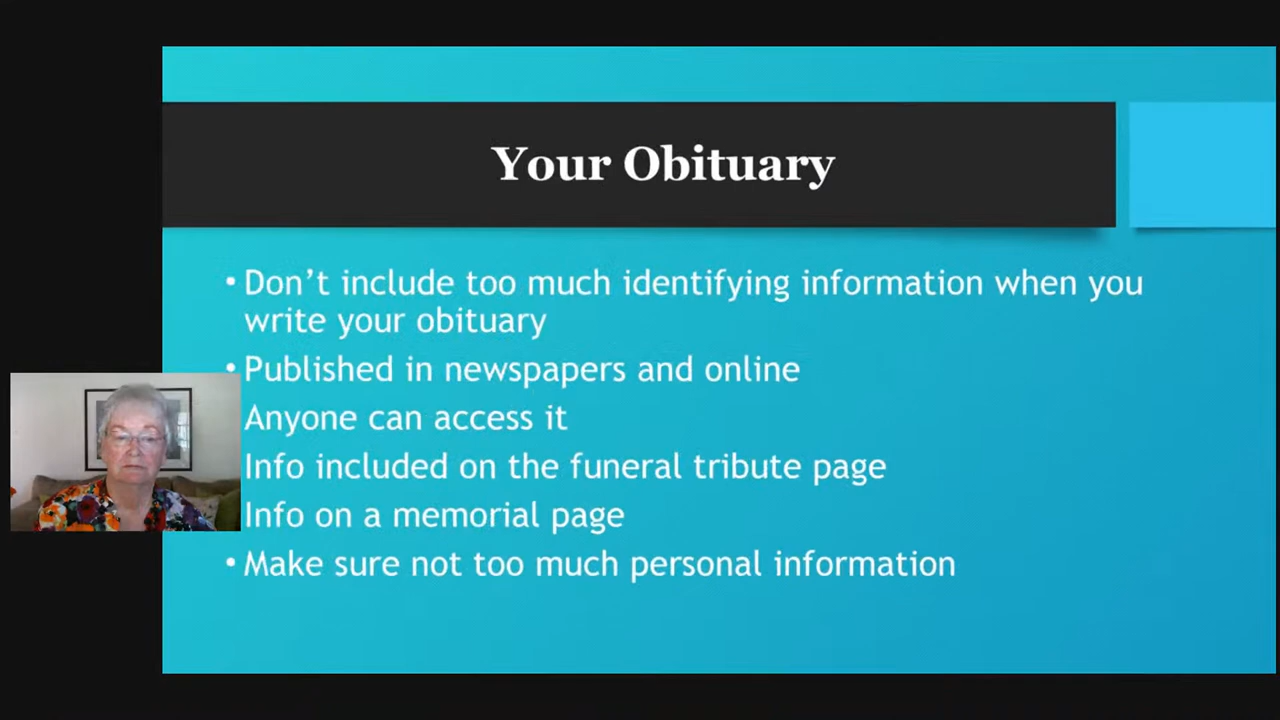 Your Obituary
• Don't include too much identifying information when you
write your obituary
• Published in newspapers and online
Anyone can access it
Info included on the funeral tribute page
Info on a memorial page
• Make sure not too much personal information